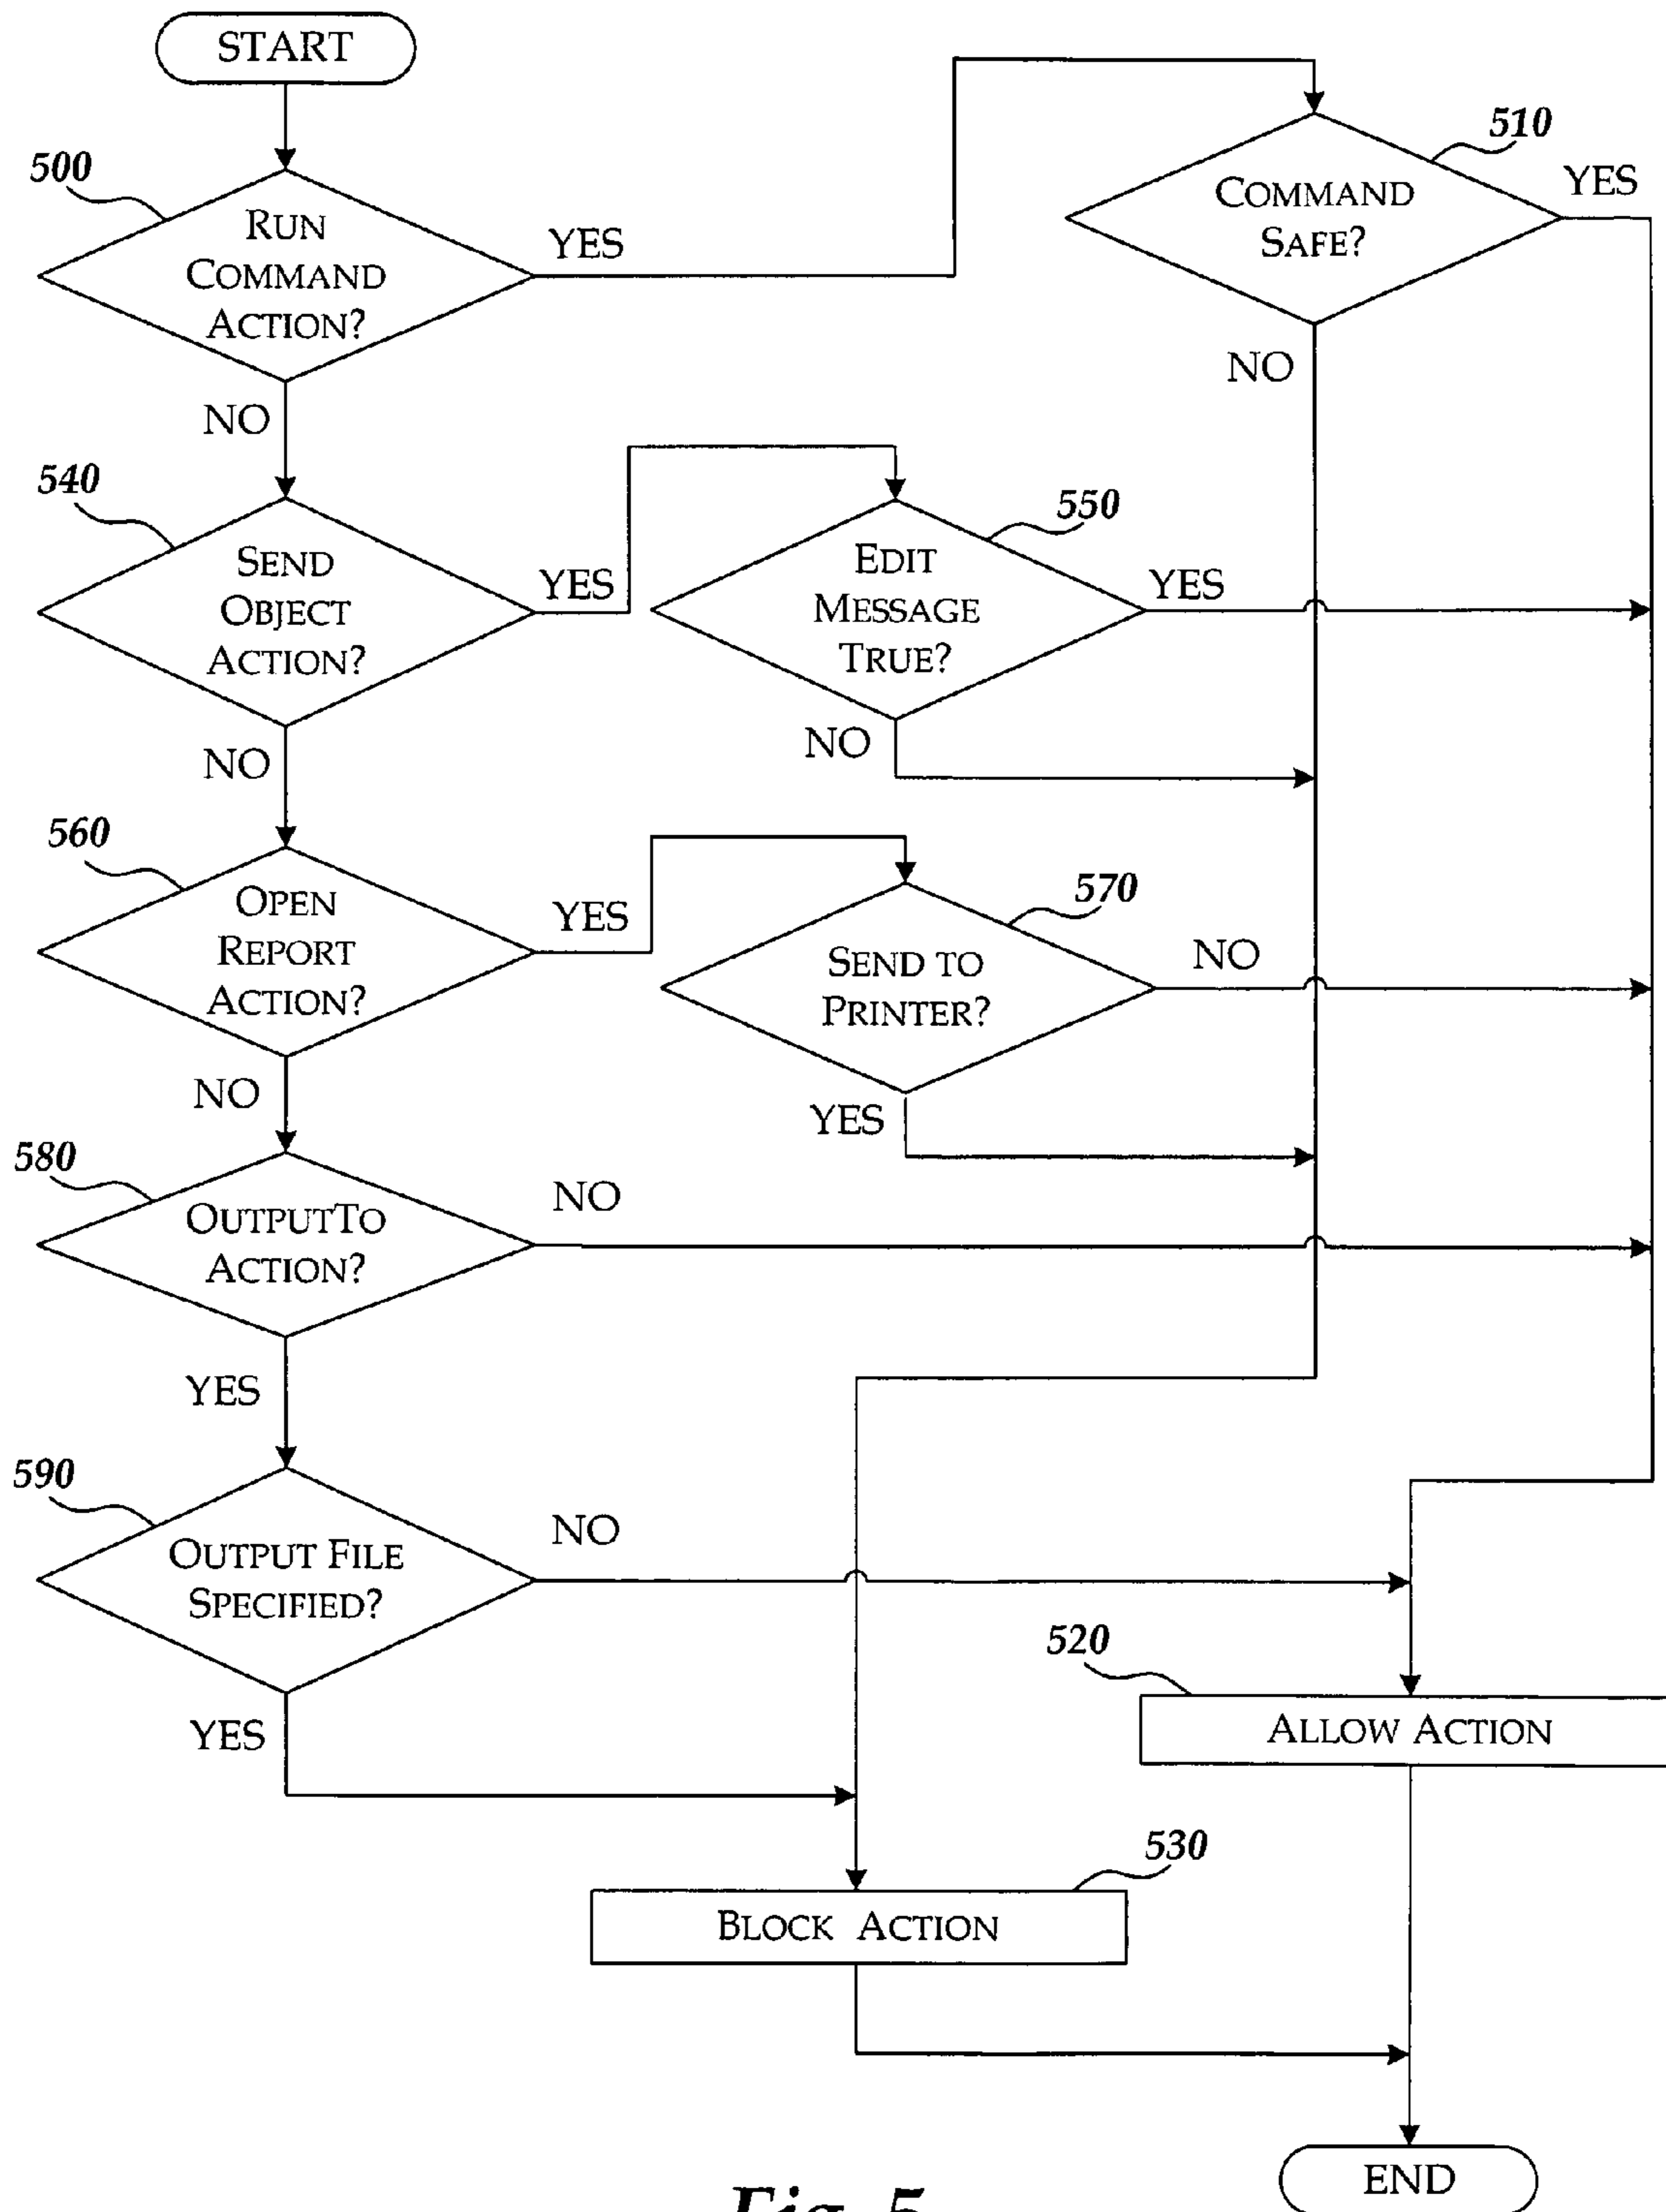 START
500
RUN
COMMAND
ACTION?
YES
NO
510
COMMAND
SAFE?
YES
NO
540
SEND
OBJECT
ACTION?
YES
NO
550
EDIT
MESSAGE
TRUE?
YES
NO
560
OPEN
REPORT
ACTION?
YES
NO
570
SEND TO
PRINTER?
NO
YES
580
OUTPUTTO
ACTION?
NO
YES
590
OUTPUT FILE
SPECIFIED?
NO
YES
520
ALLOW ACTION
530
BLOCK ACTION
END
Fig. 5